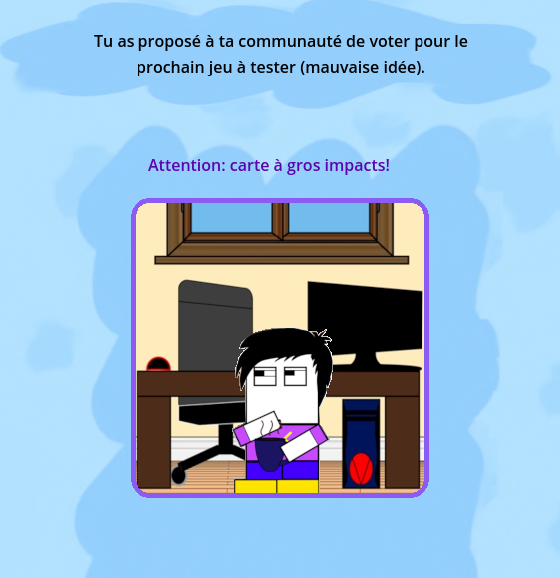 Tu as proposé à ta communauté de voter pour le
prochain jeu à tester (mauvaise idée).
Attention: carte à gros impacts!